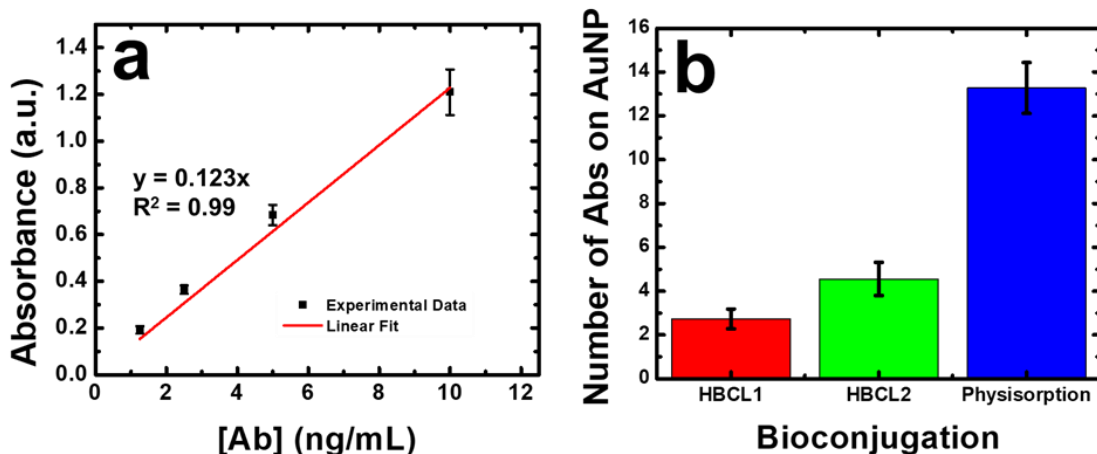 a
Absorbance (a.u.)
1.4
1.2
1.0
0.8
0.6
0.4
0.2
0.0
y = 0.123x
R² = 0.99
Experimental Data
Linear Fit
0 2 4 6 8 10 12
[Ab] (ng/mL)
b
Number of Abs on AuNP
16
14
12
10
8
6
4
2
0
HBCL1 HBCL2 Physisorption
Bioconjugation